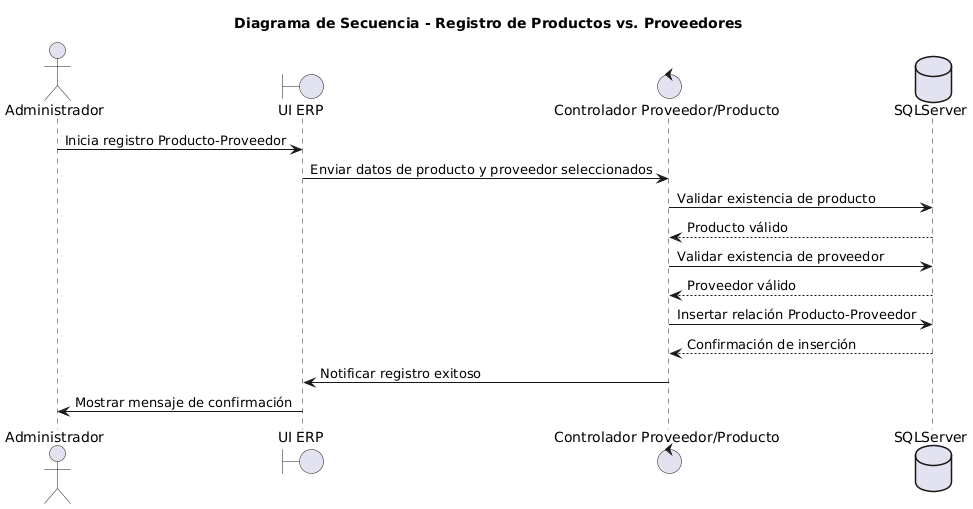 Diagrama de Secuencia - Registro de Productos vs. Proveedores
Administrador
UI ERP
Controlador Proveedor/Producto
SQLServer
Inicia registro Producto-Proveedor
Enviar datos de producto y proveedor seleccionados
Validar existencia de producto
Producto válido
Validar existencia de proveedor
Proveedor válido
Insertar relación Producto-Proveedor
Confirmación de inserción
Notificar registro exitoso
Mostrar mensaje de confirmación
Administrador
UI ERP
Controlador Proveedor/Producto
SQLServer